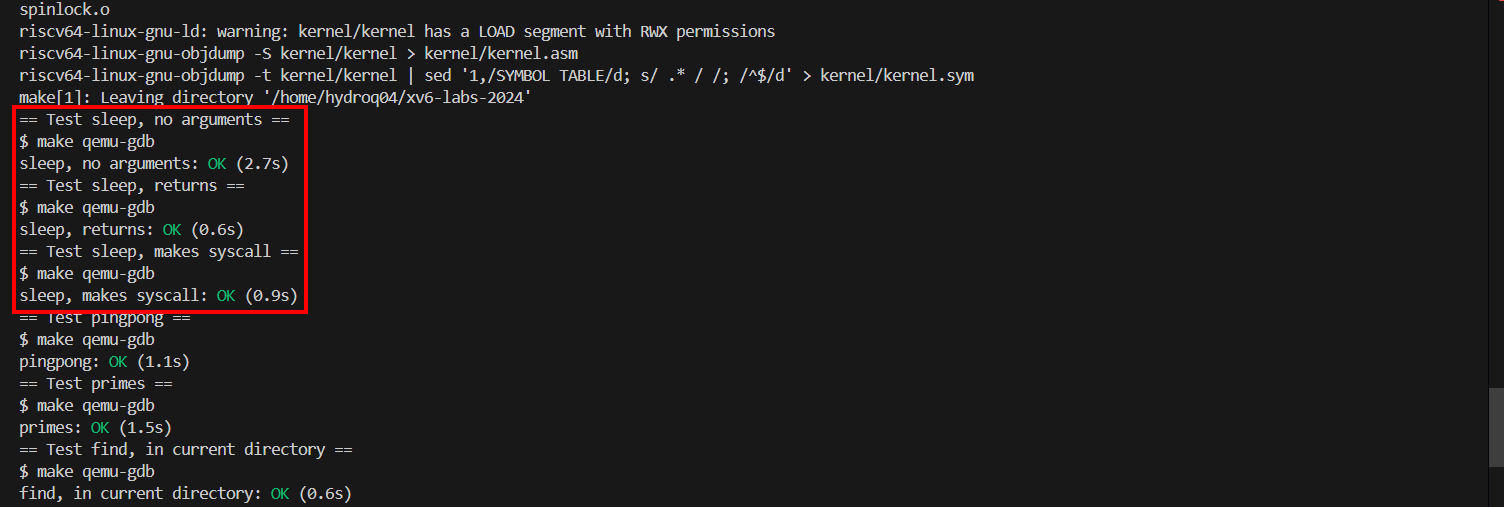 spinlock.o
riscv64-linux-gnu-ld: warning: kernel/kernel has a LOAD segment with RWX permissions
riscv64-linux-gnu-objdump -S kernel/kernel > kernel/kernel.asm
riscv64-linux-gnu-objdump -t kernel/kernel | sed '1,/SYMBOL TABLE/d; s/ .* / /; /^$/d' > kernel/kernel.sym
make[1]: Leaving directory '/home/hydroq04/xv6-labs-2024'
== Test sleep, no arguments ==
$ make qemu-gdb
sleep, no arguments: OK (2.7s)
== Test sleep, returns ==
$ make qemu-gdb
sleep, returns: OK (0.6s)
== Test sleep, makes syscall ==
$ make qemu-gdb
sleep, makes syscall: OK (0.9s)
== Test pingpong ==
$ make qemu-gdb
pingpong: OK (1.1s)
== Test primes ==
$ make qemu-gdb
primes: OK (1.5s)
== Test find, in current directory ==
$ make qemu-gdb
find, in current directory: OK (0.6s)